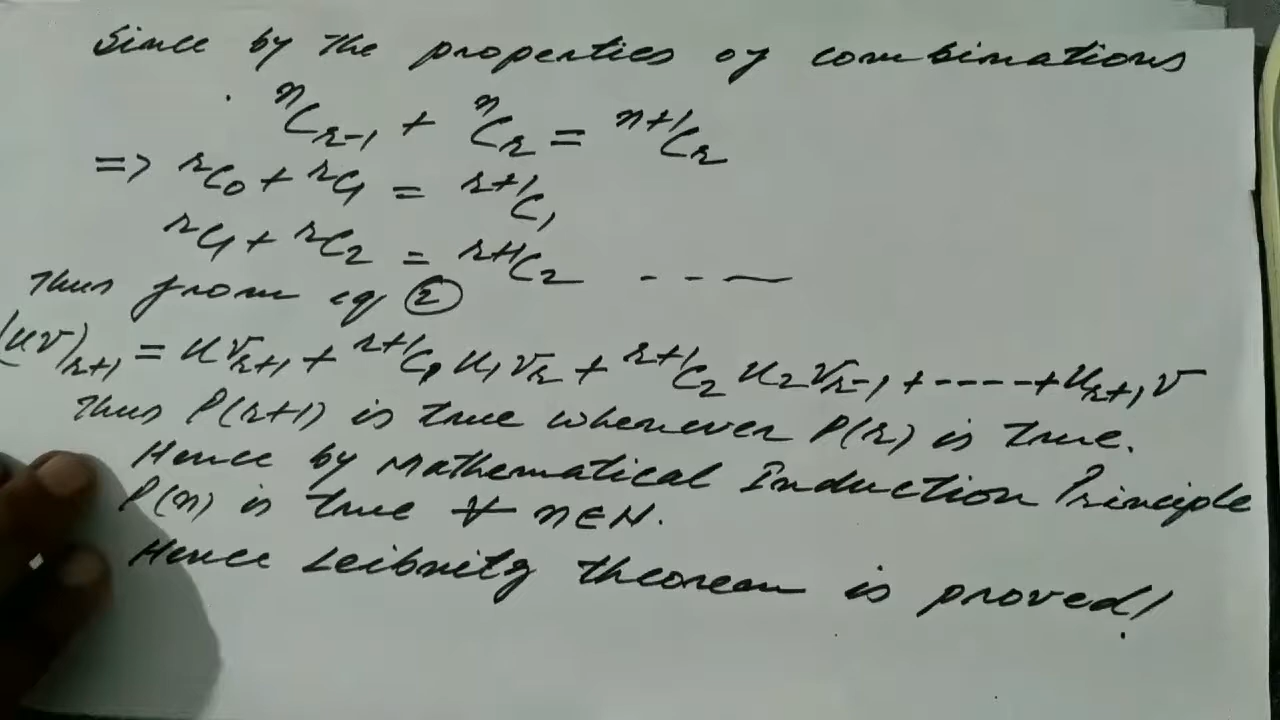 Since by the properties of combinations
ⁿCᵣ₋₁ + ⁿCᵣ = ⁿ⁺¹Cᵣ
=> ʳC₀ + ʳC₁ = ʳ⁺¹C₁
ʳC₁ + ʳC₂ = ʳ⁺¹C₂ - - —
Thus from eq ②
(uv)ᵣ₊₁ = uvᵣ₊₁ + ʳ⁺¹C₁ u₁vᵣ + ʳ⁺¹C₂ u₂vᵣ₋₁ + - - - - + uᵣ₊₁v
Thus P(r+1) is true whenever P(r) is true.
Hence by Mathematical Induction Principle
P(n) is true ∀ n∈N.
Hence Leibnitz theorem is proved!